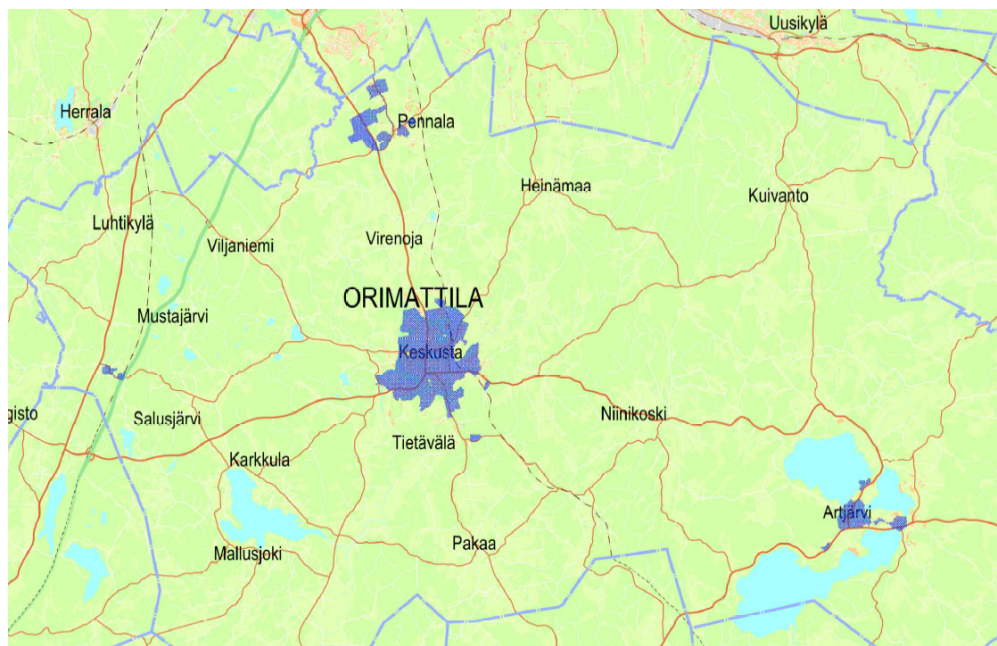 Uusikylä
Herrala
Pennala
Heinämaa
Kuivanto
Luhtikylä
Viljaniemi
Virenoja
ORIMATTILA
Mustajärvi
Keskusta
gisto
Salusjärvi
Niinikoski
Tietävälä
Karkkula
Artjärvi
Mallusjoki
Pakaa